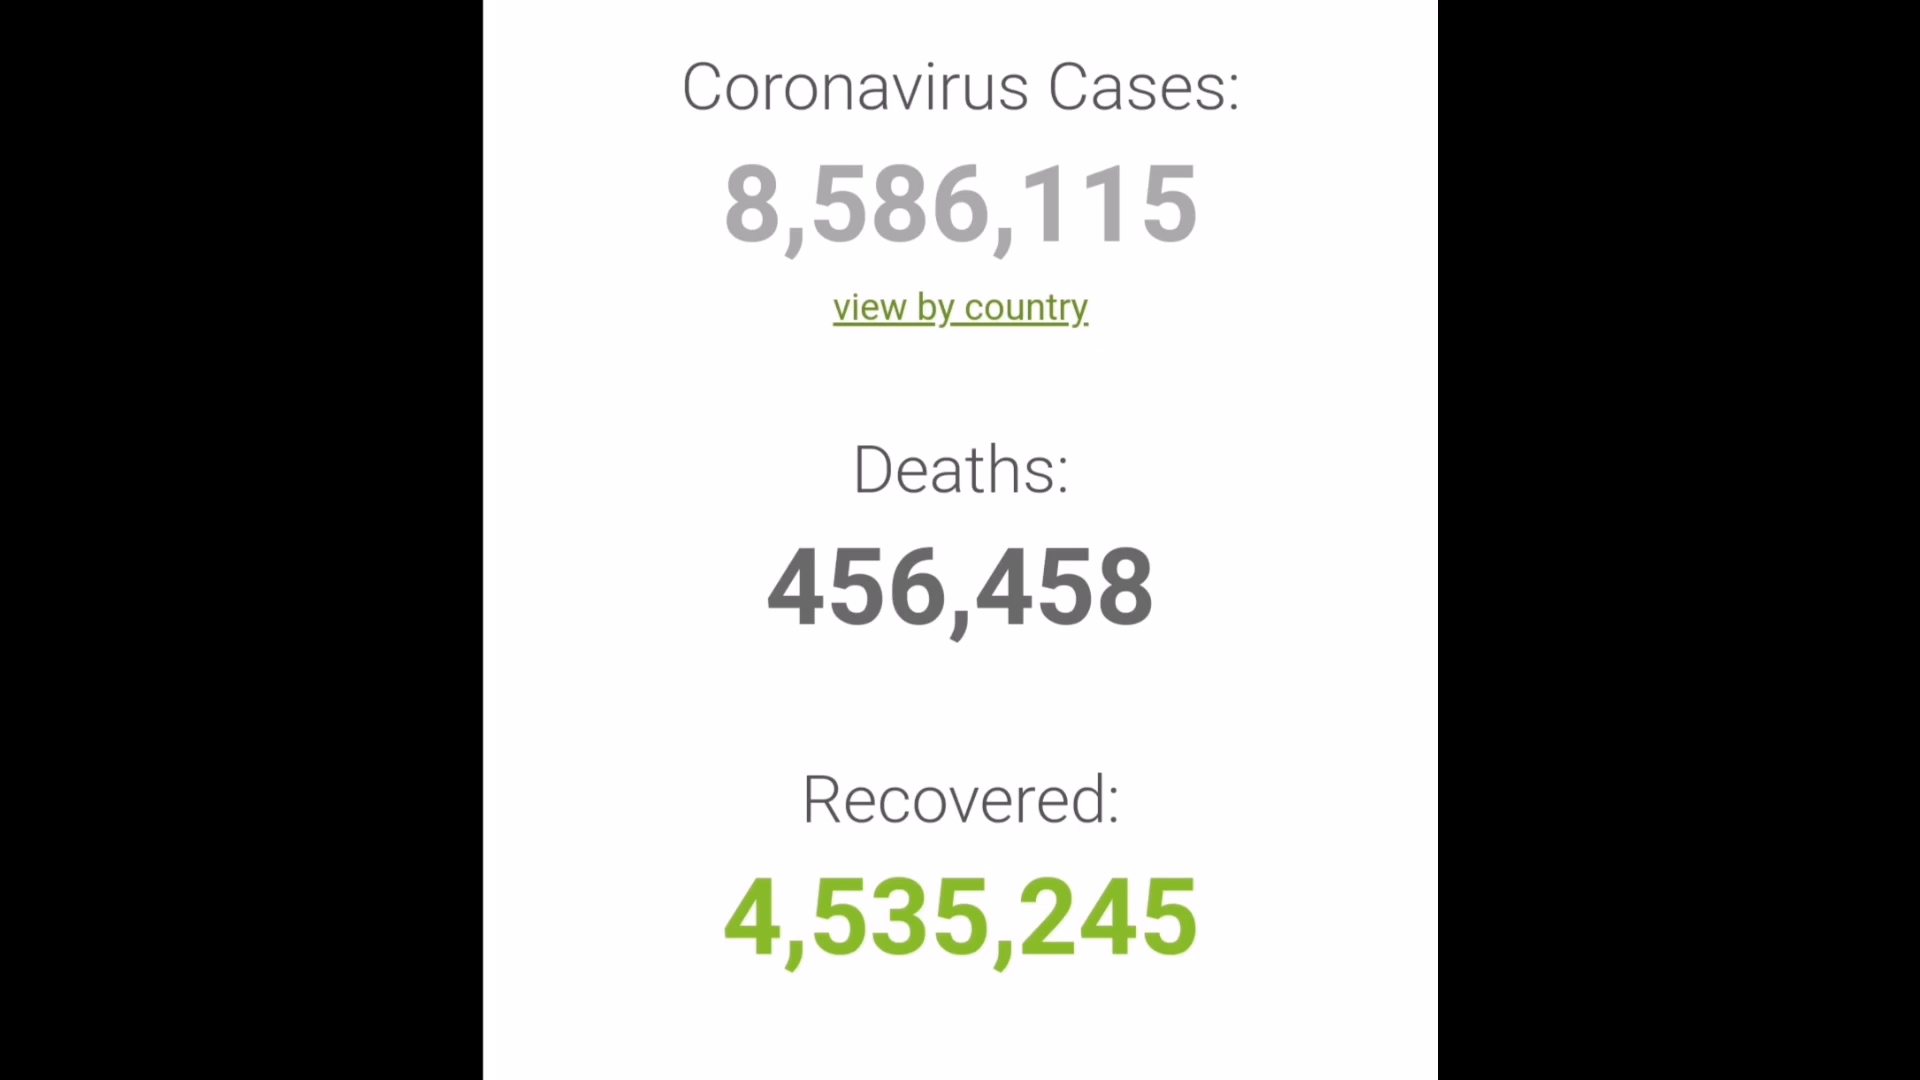 Coronavirus Cases:
8,586,115
view by country
Deaths:
456,458
Recovered:
4,535,245